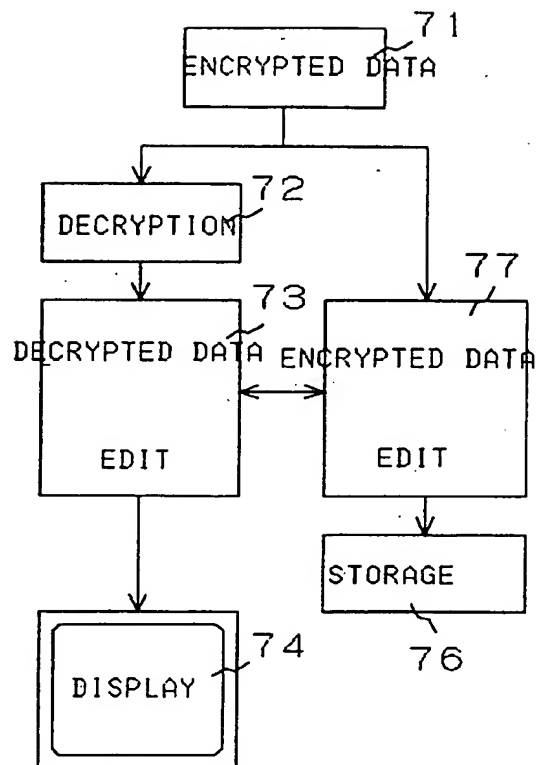 71
ENCRYPTED DATA
72
DECRYPTION
77
73
DECRYPTED DATA
ENCRYPTED DATA
EDIT
EDIT
STORAGE
76
74
DISPLAY